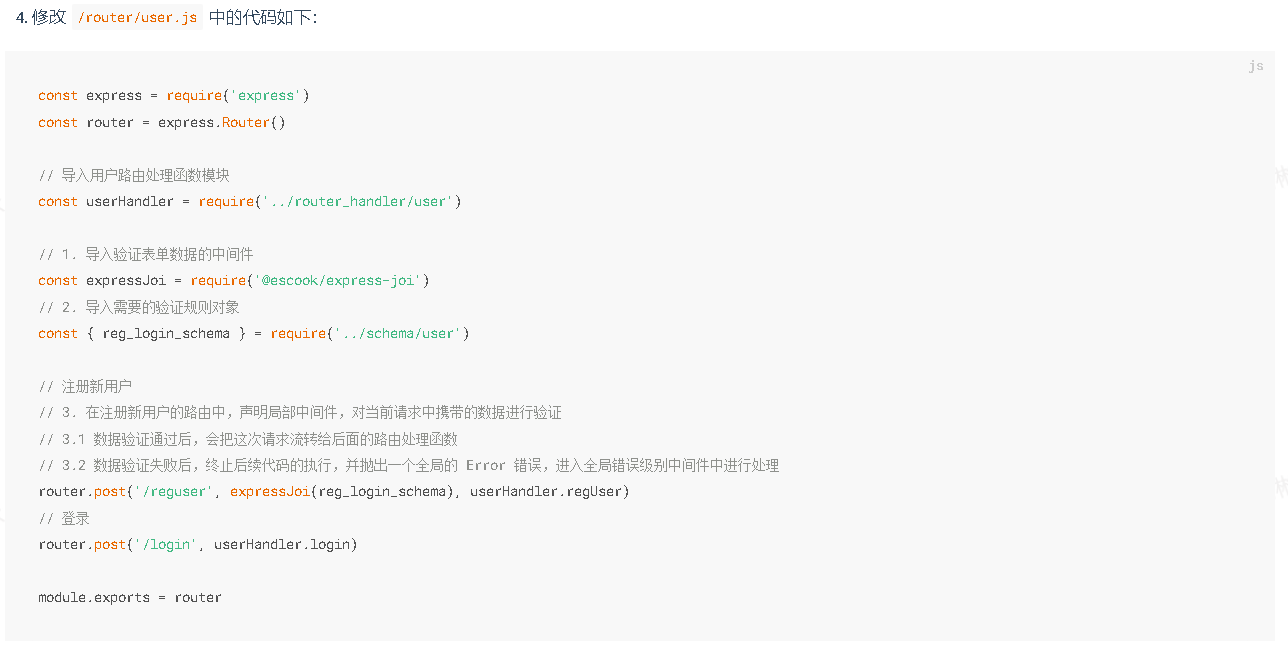 4. 修改 /router/user.js 中的代码如下：
js
const express = require('express')
const router = express.Router()
// 导入用户路由处理函数模块
const userHandler = require('../router_handler/user')
// 1. 导入验证表单数据的中间件
const expressJoi = require('@escook/express-joi')
// 2. 导入需要的验证规则对象
const { reg_login_schema } = require('../schema/user')
// 注册新用户
// 3. 在注册新用户的路由中，声明局部中间件，对当前请求中携带的数据进行验证
// 3.1 数据验证通过后，会把这次请求流转给后面的路由处理函数
// 3.2 数据验证失败后，终止后续代码的执行，并抛出一个全局的 Error 错误，进入全局错误级别中间件中进行处理
router.post('/reguser', expressJoi(reg_login_schema), userHandler.regUser)
// 登录
router.post('/login', userHandler.login)
module.exports = router